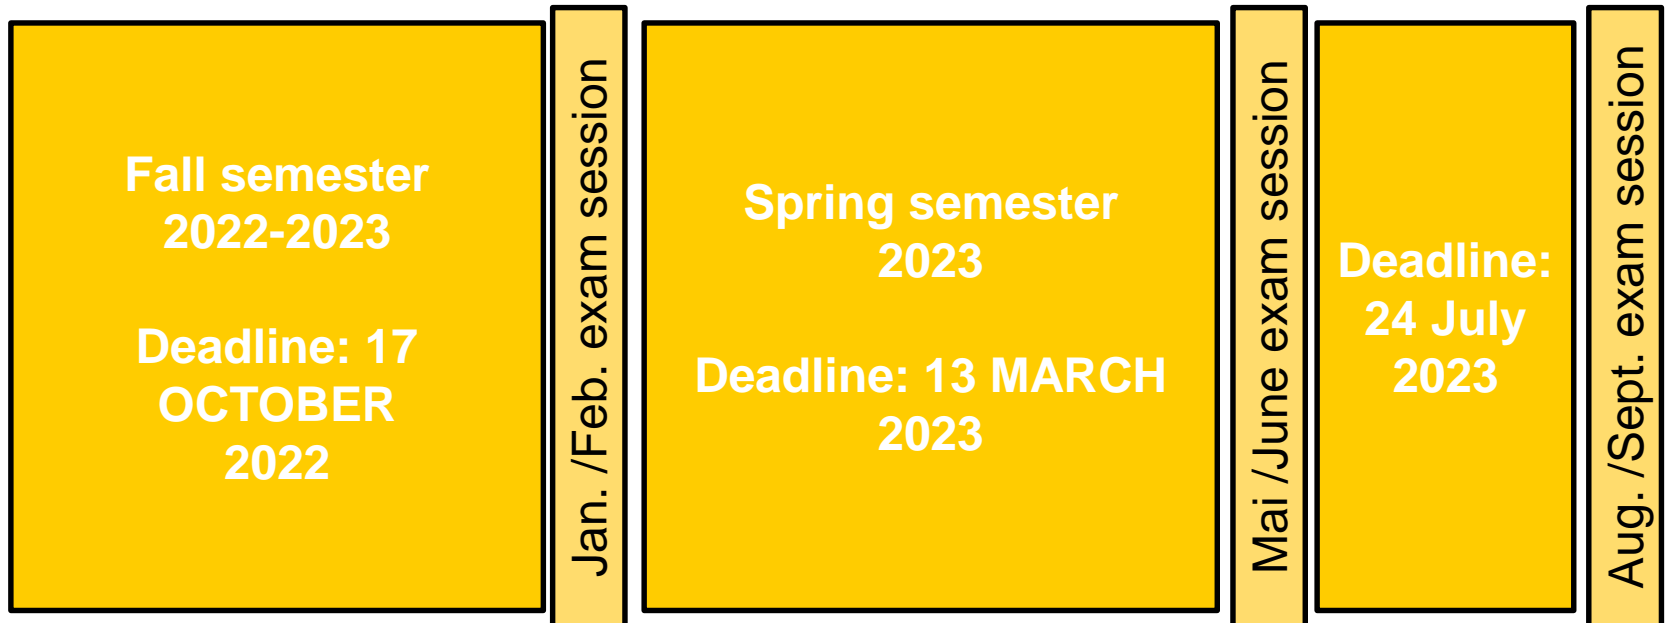 Fall semester
2022-2023
Deadline: 17
OCTOBER
2022
Jan. /Feb. exam session
Spring semester
2023
Deadline: 13 MARCH
2023
Mai /June exam session
Deadline:
24 July
2023
Aug. /Sept. exam session